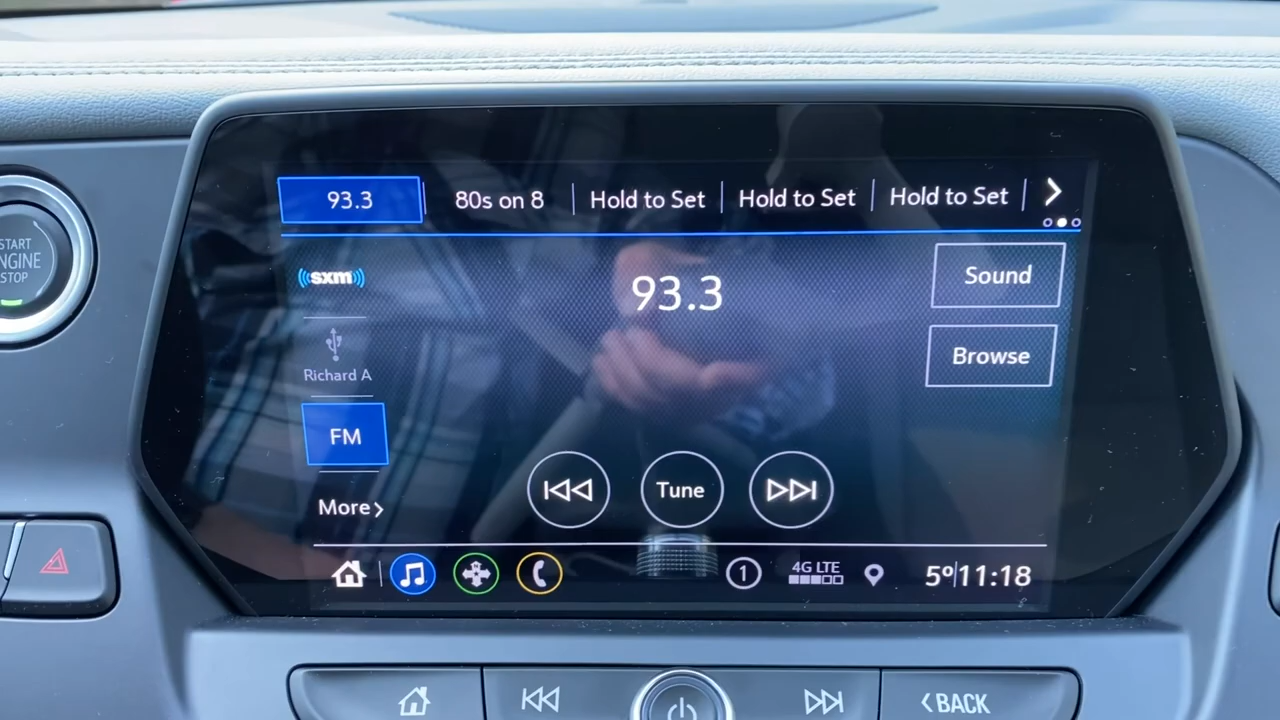 93.3
80s on 8
Hold to Set
Hold to Set
Hold to Set
sxm
93.3
Sound
Richard A
Browse
START
ENGINE
STOP
FM
Tune
More
1
4G LTE
5°
11:18
BACK